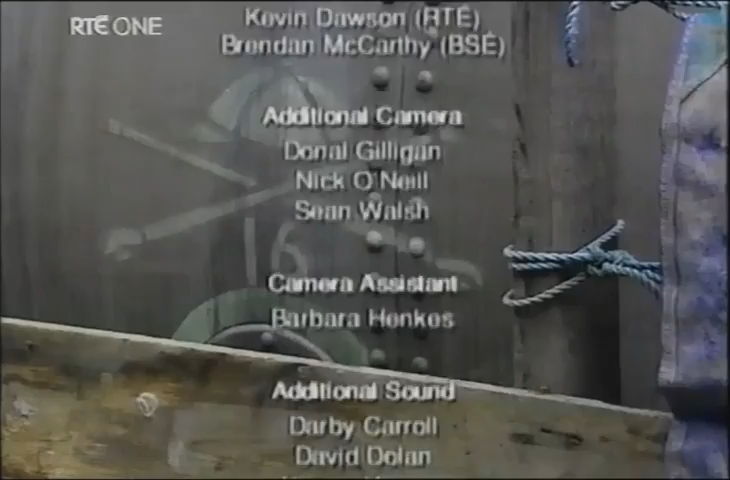 RTÉ ONE
Kevin Dawson (RTÉ)
Brendan McCarthy (BSÉ)
Additional Camera
Donal Gilligan
Nick O'Neill
Sean Walsh
16
Camera Assistant
Barbara Henkes
Additional Sound
Darby Carroll
David Dolan